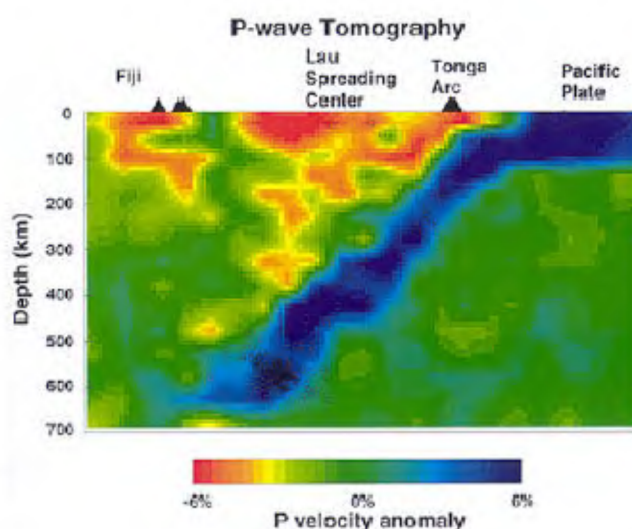 P-wave Tomography
Fiji
Lau
Spreading
Center
Tonga
Arc
Pacific
Plate
Depth (km)
0
100
200
300
400
500
600
700
-6%
0%
6%
P velocity anomaly